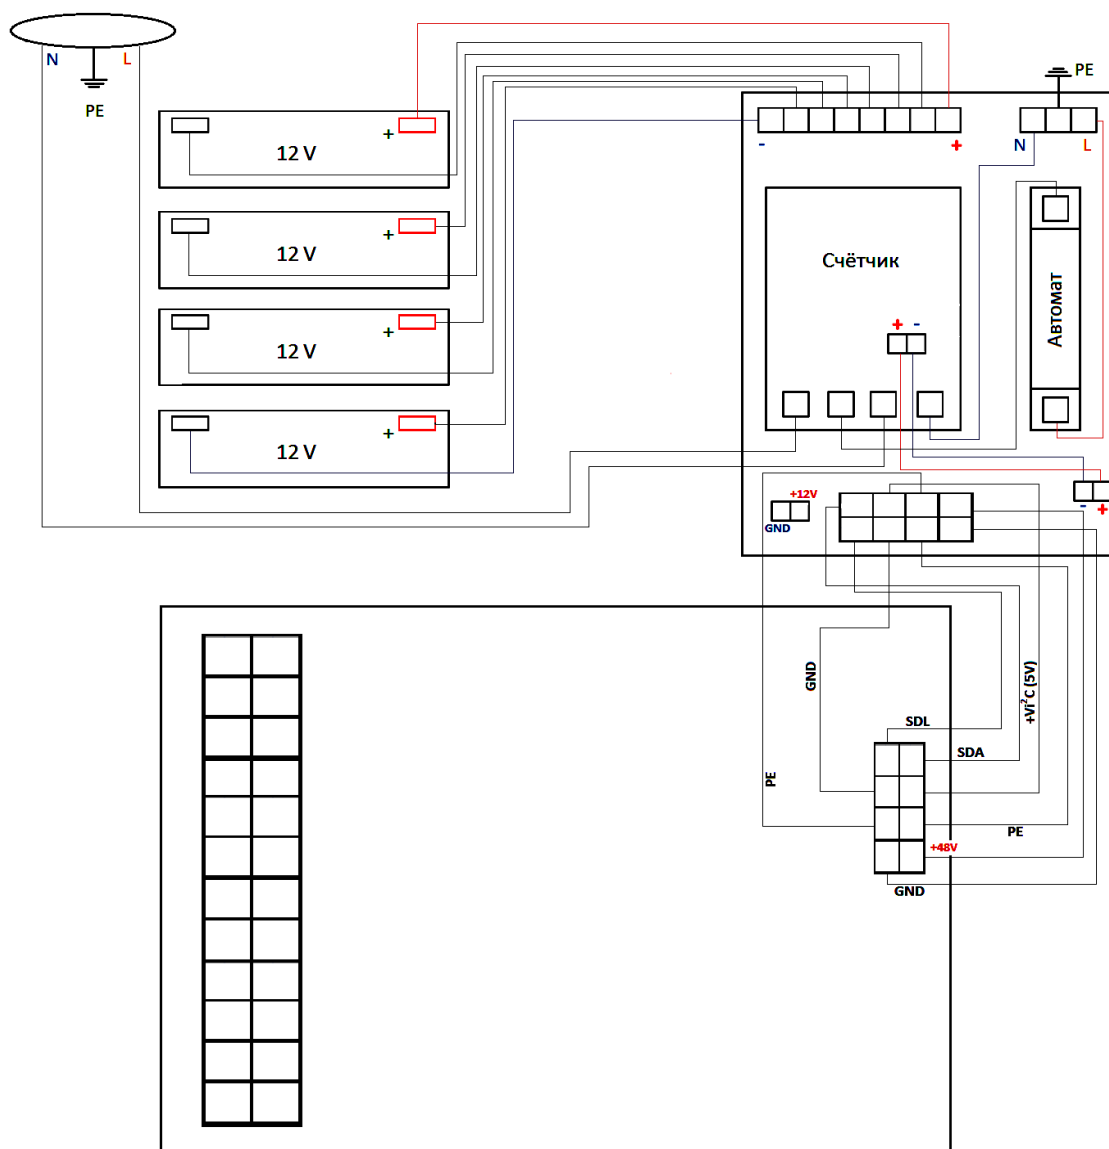 N
L
PE
PE
+
12 V
-
+
N
L
+
12 V
Счётчик
Автомат
+ -
+
12 V
+
12 V
+12V
GND
-
+
GND
+Vi²C (5V)
SDL
SDA
PE
PE
+48V
GND